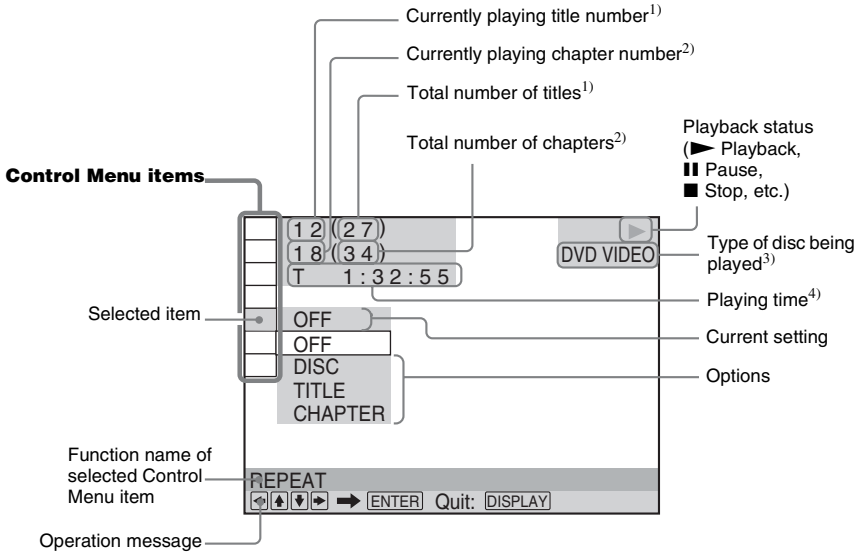 Currently playing title number1)
Currently playing chapter number2)
Total number of titles1)
Total number of chapters2)
Playback status
(► Playback,
❚❚ Pause,
■ Stop, etc.)
Control Menu items
12(27)
18(34)
T 1:32:55
►
DVD VIDEO
Type of disc being
played3)
Playing time4)
Selected item
OFF
Current setting
OFF
DISC
TITLE
CHAPTER
Options
Function name of
selected Control
Menu item
REPEAT
←↑↓→ → ENTER Quit: DISPLAY
Operation message